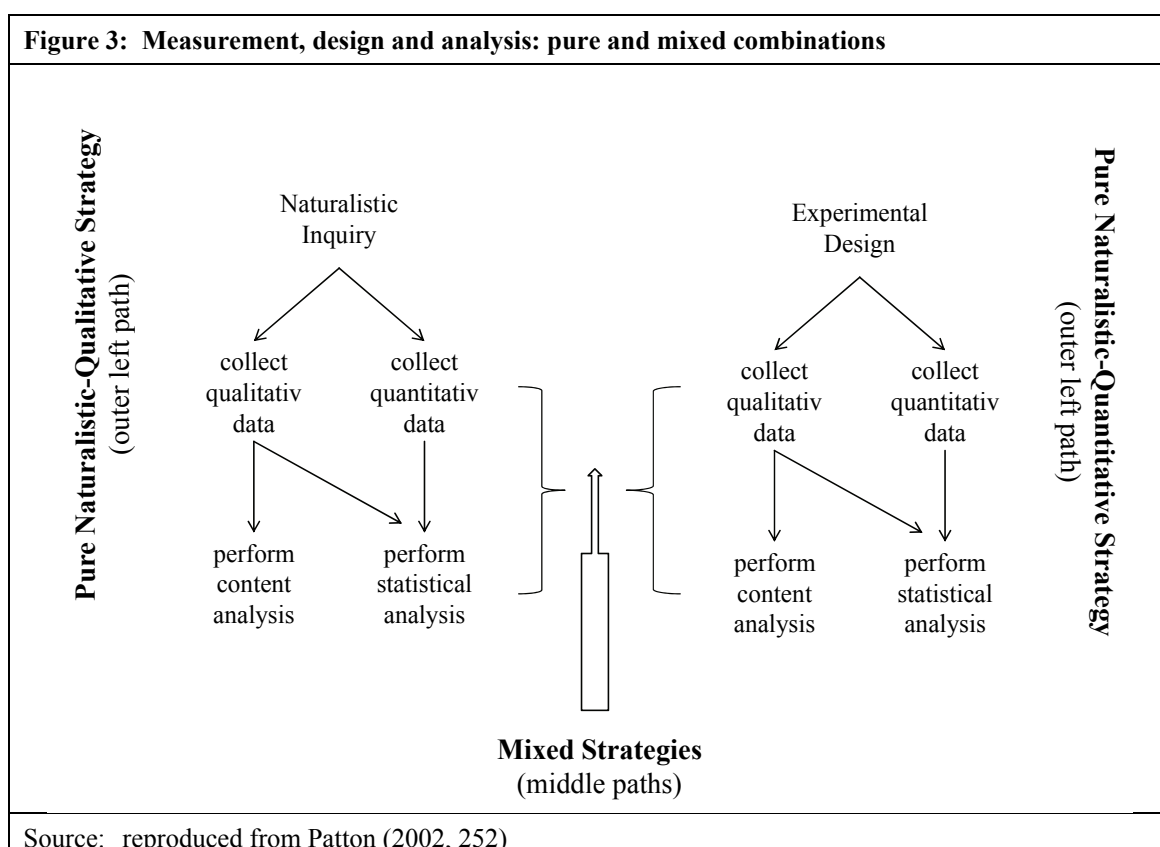 Figure 3: Measurement, design and analysis: pure and mixed combinations
Pure Naturalistic-Qualitative Strategy
(outer left path)
Naturalistic
Inquiry
collect
qualitativ
data
collect
quantitativ
data
perform
content
analysis
perform
statistical
analysis
Experimental
Design
collect
qualitativ
data
collect
quantitativ
data
perform
content
analysis
perform
statistical
analysis
Pure Naturalistic-Quantitative Strategy
(outer left path)
Mixed Strategies
(middle paths)
Source: reproduced from Patton (2002, 252)